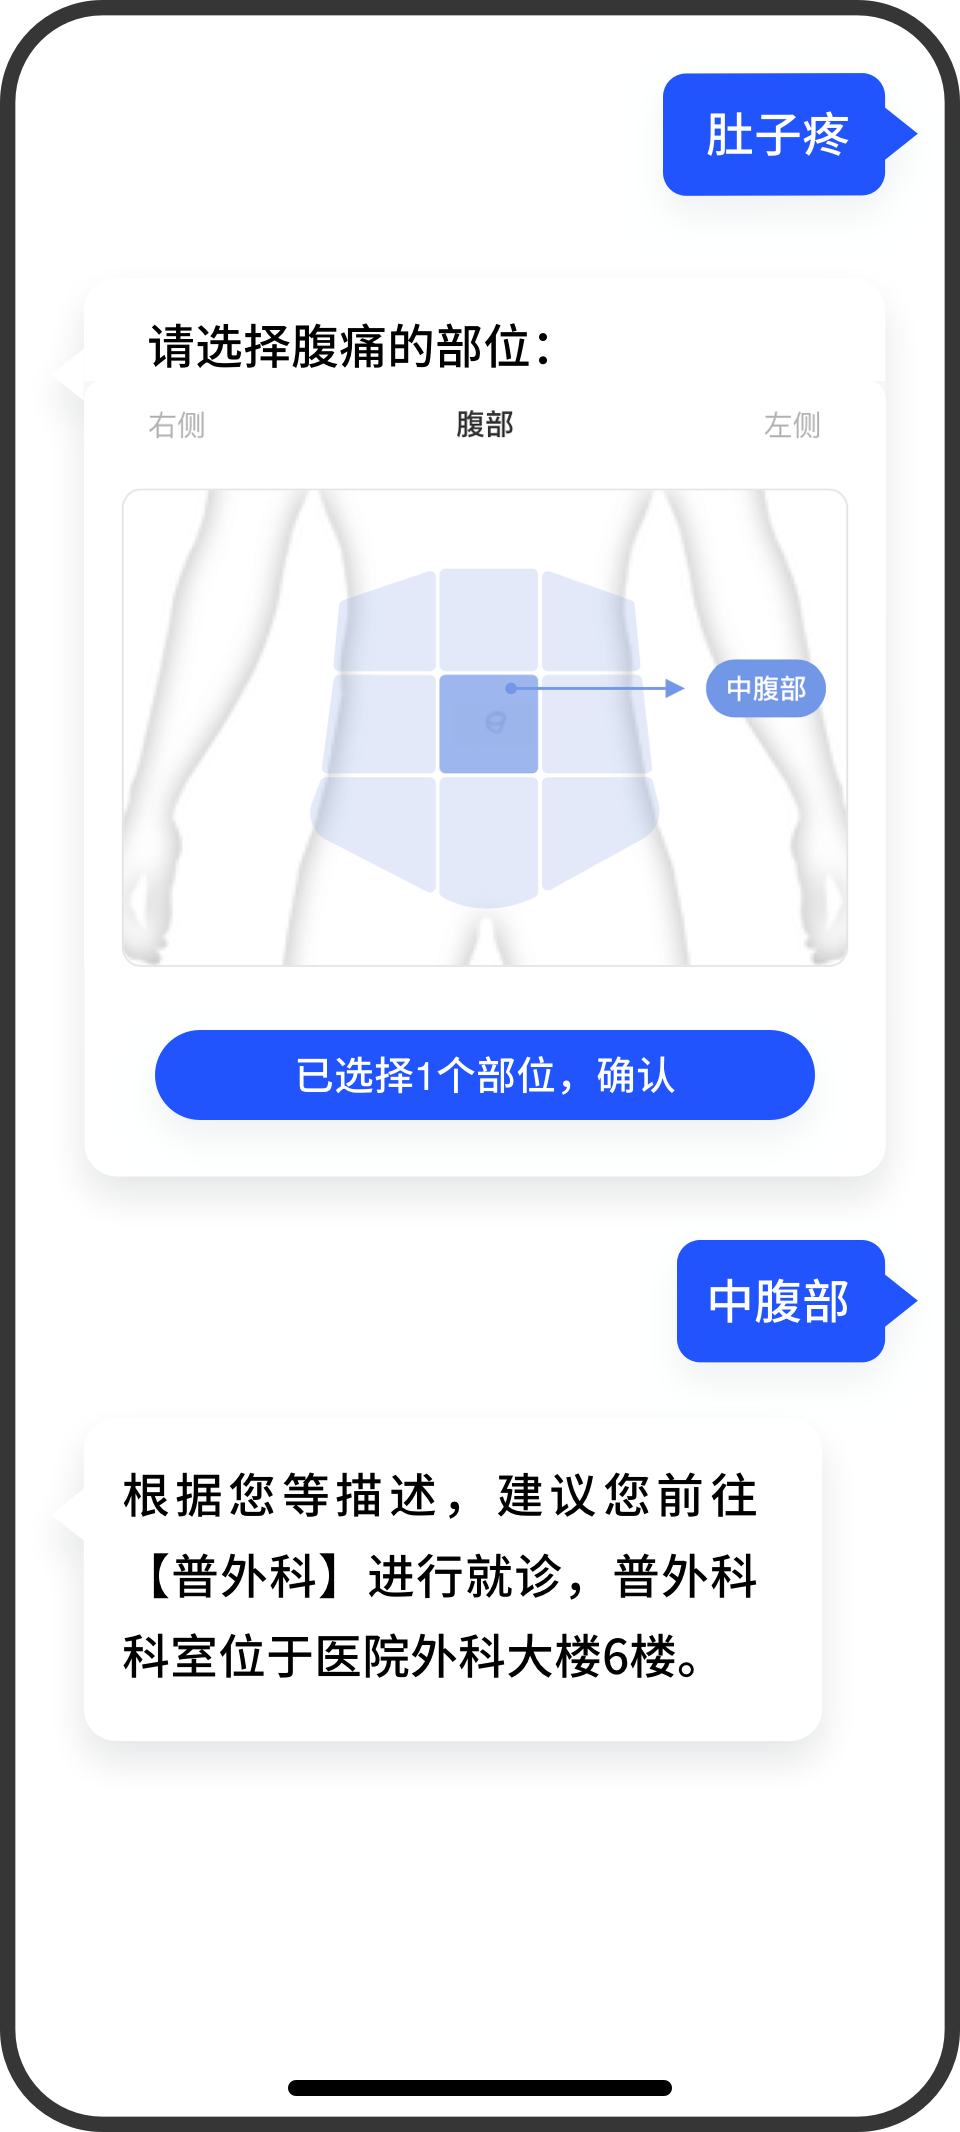 肚子疼
请选择腹痛的部位：
右侧 腹部 左侧
中腹部
已选择1个部位，确认
中腹部
根据您等描述，建议您前往
【普外科】进行就诊，普外科
科室位于医院外科大楼6楼。